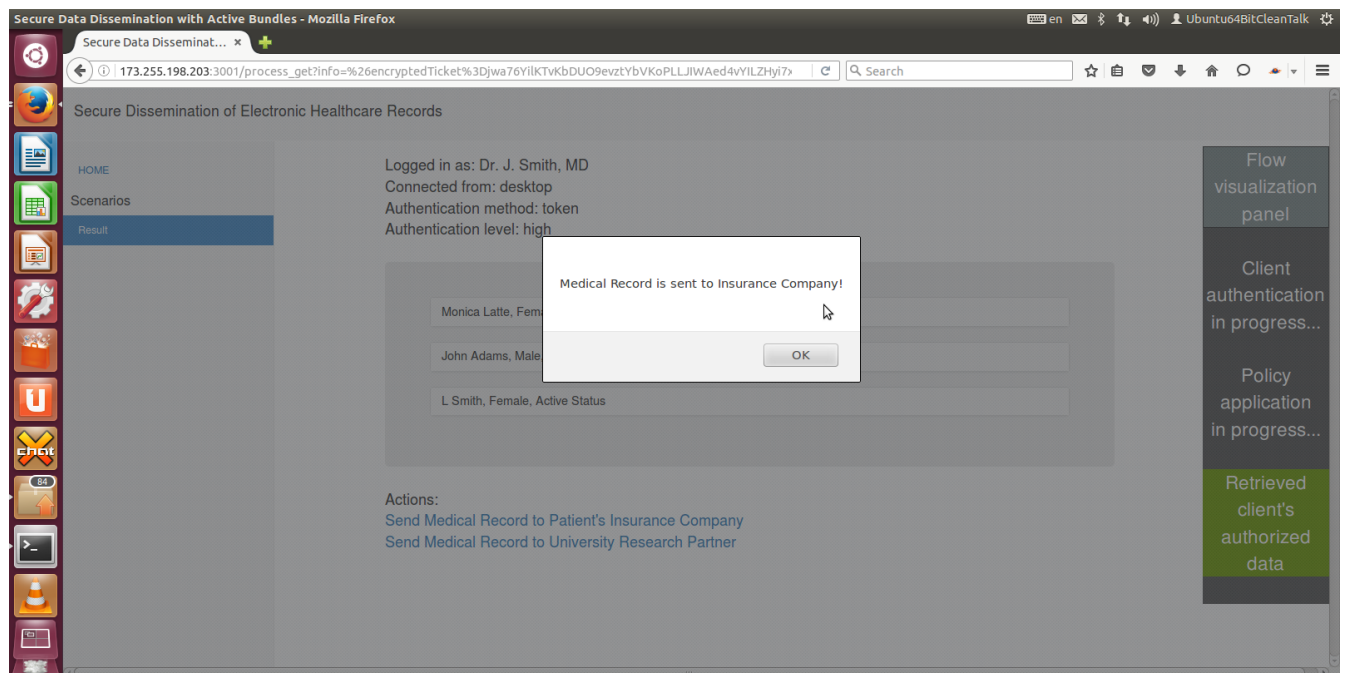 Secure Data Dissemination with Active Bundles - Mozilla Firefox
en
Ubuntu64BitCleanTalk
Secure Data Disseminat... ×
173.255.198.203:3001/process_get?info=%26encryptedTicket%3Djwa76YilKTvKbDUO9evztYbVKoPLLJIWAed4vYILZHyi7x
Search
Secure Dissemination of Electronic Healthcare Records
HOME
Scenarios
Result
Logged in as: Dr. J. Smith, MD
Connected from: desktop
Authentication method: token
Authentication level: high
Medical Record is sent to Insurance Company!
OK
Monica Latte, Fem
John Adams, Male
L Smith, Female, Active Status
Actions:
Send Medical Record to Patient's Insurance Company
Send Medical Record to University Research Partner
Flow
visualization
panel
Client
authentication
in progress...
Policy
application
in progress...
Retrieved
client's
authorized
data
chat
84